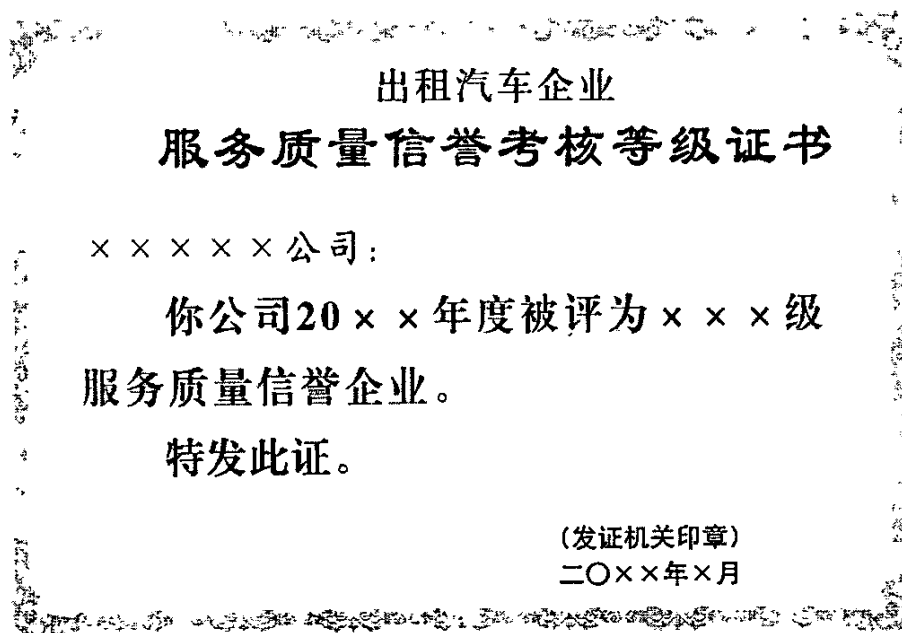 出租汽车企业
服务质量信誉考核等级证书
×××××公司:
你公司20××年度被评为×××级
服务质量信誉企业。
特发此证。
(发证机关印章)
二〇××年×月